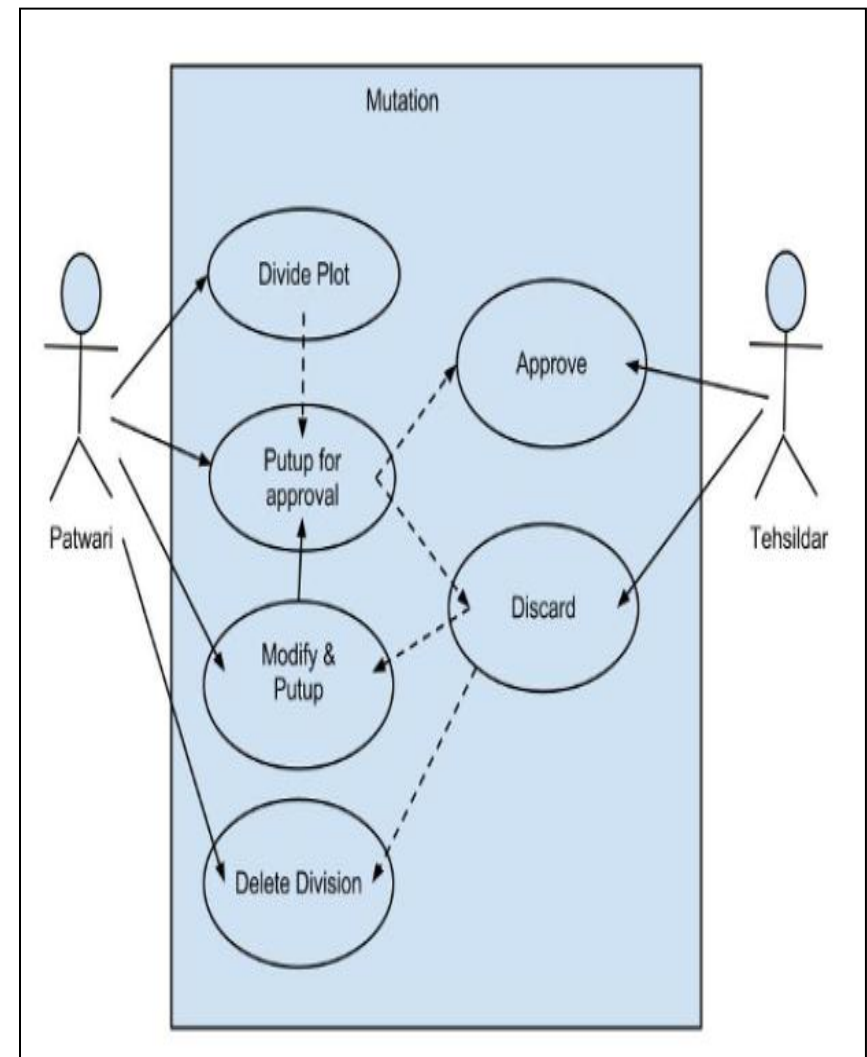 Mutation
Divide Plot
Approve
Putup for
approval
Patwari
Tehsildar
Discard
Modify &
Putup
Delete Division